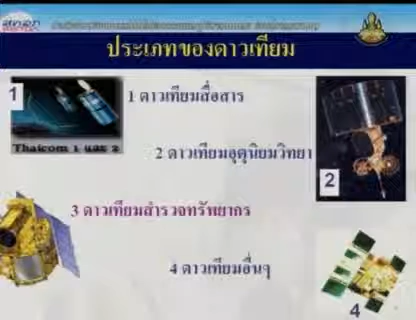 สสวท
ประเภทของดาวเทียม
1
1 ดาวเทียมสื่อสาร
Thaicom 1 และ 2
2 ดาวเทียมอุตุนิยมวิทยา
2
3 ดาวเทียมสำรวจทรัพยากร
4 ดาวเทียมอื่นๆ
4